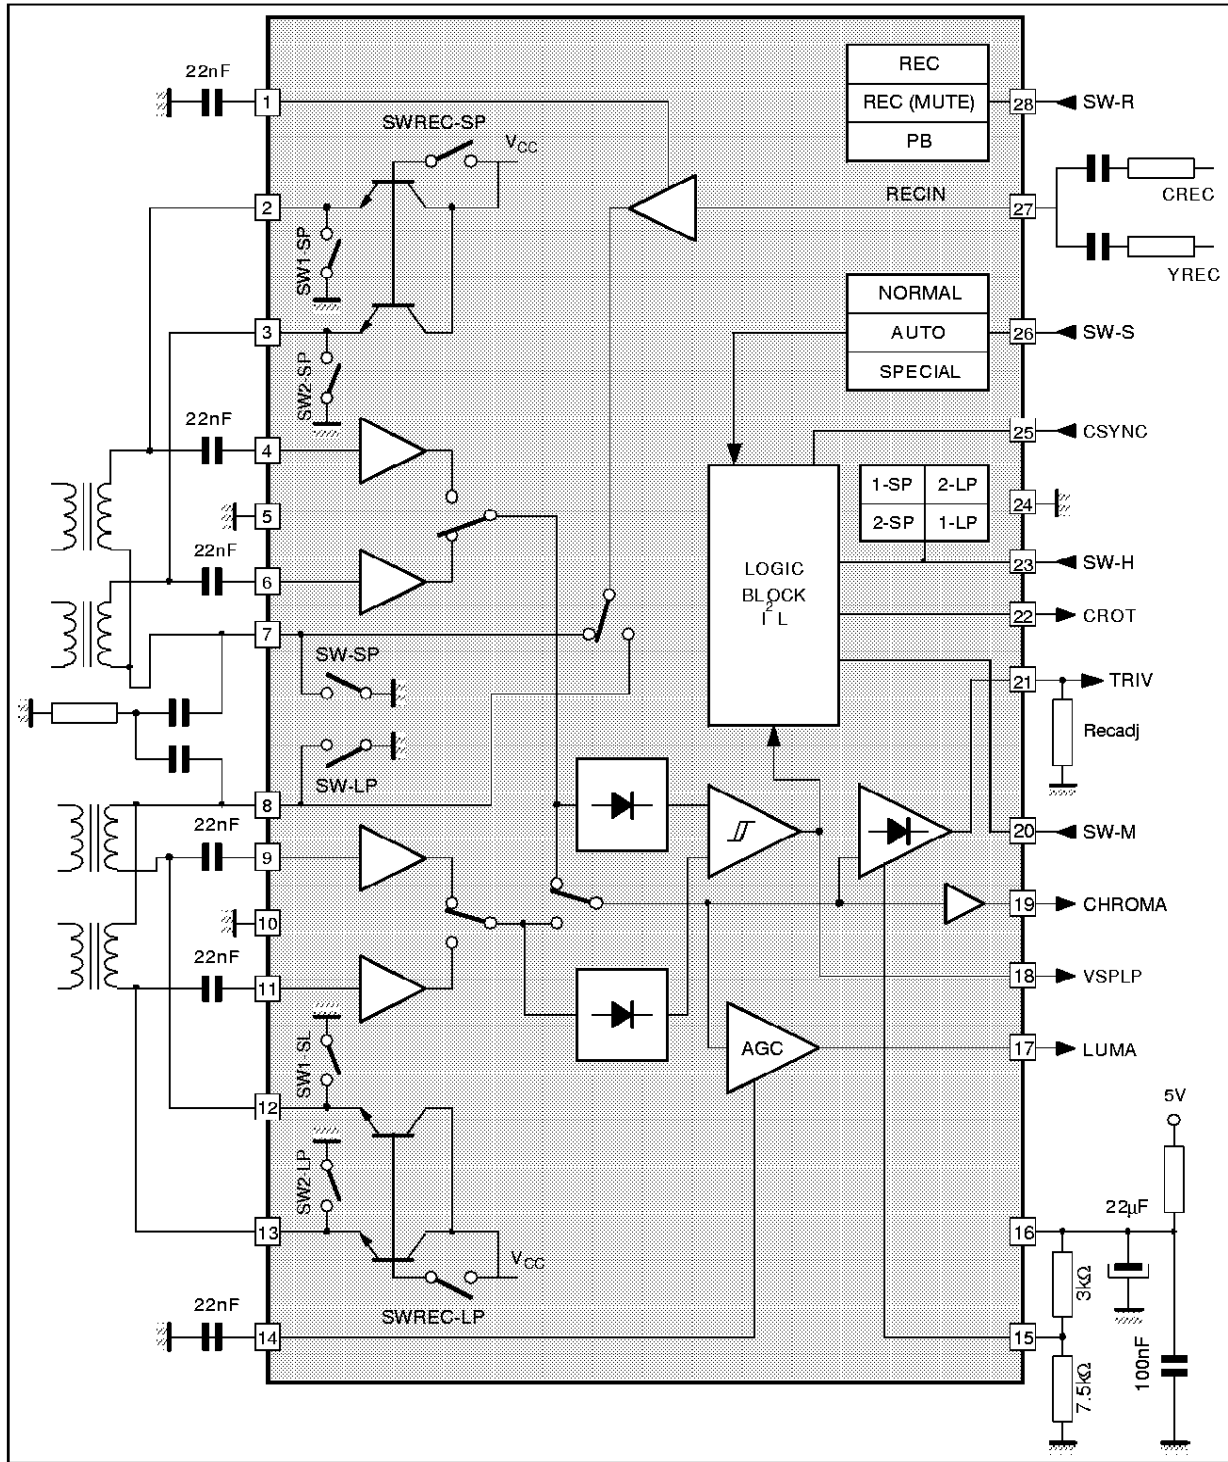 22nF
1
SWREC-SP
VCC
REC
REC (MUTE)
PB
28
SW-R
2
SW1-SP
RECIN
27
CREC
YREC
3
SW2-SP
NORMAL
AUTO
SPECIAL
26
SW-S
22nF
4
25
CSYNC
5
1-SP
2-LP
2-SP
1-LP
24
22nF
6
LOGIC
BLOCK
I2L
23
SW-H
22
CROT
7
SW-SP
21
TRIV
Recadj
SW-LP
8
22nF
9
20
SW-M
10
19
CHROMA
22nF
11
18
VSPLP
SW1-SL
AGC
17
LUMA
12
5V
SW2-LP
13
16
22µF
VCC
3kΩ
SWREC-LP
22nF
14
15
7.5kΩ
100nF